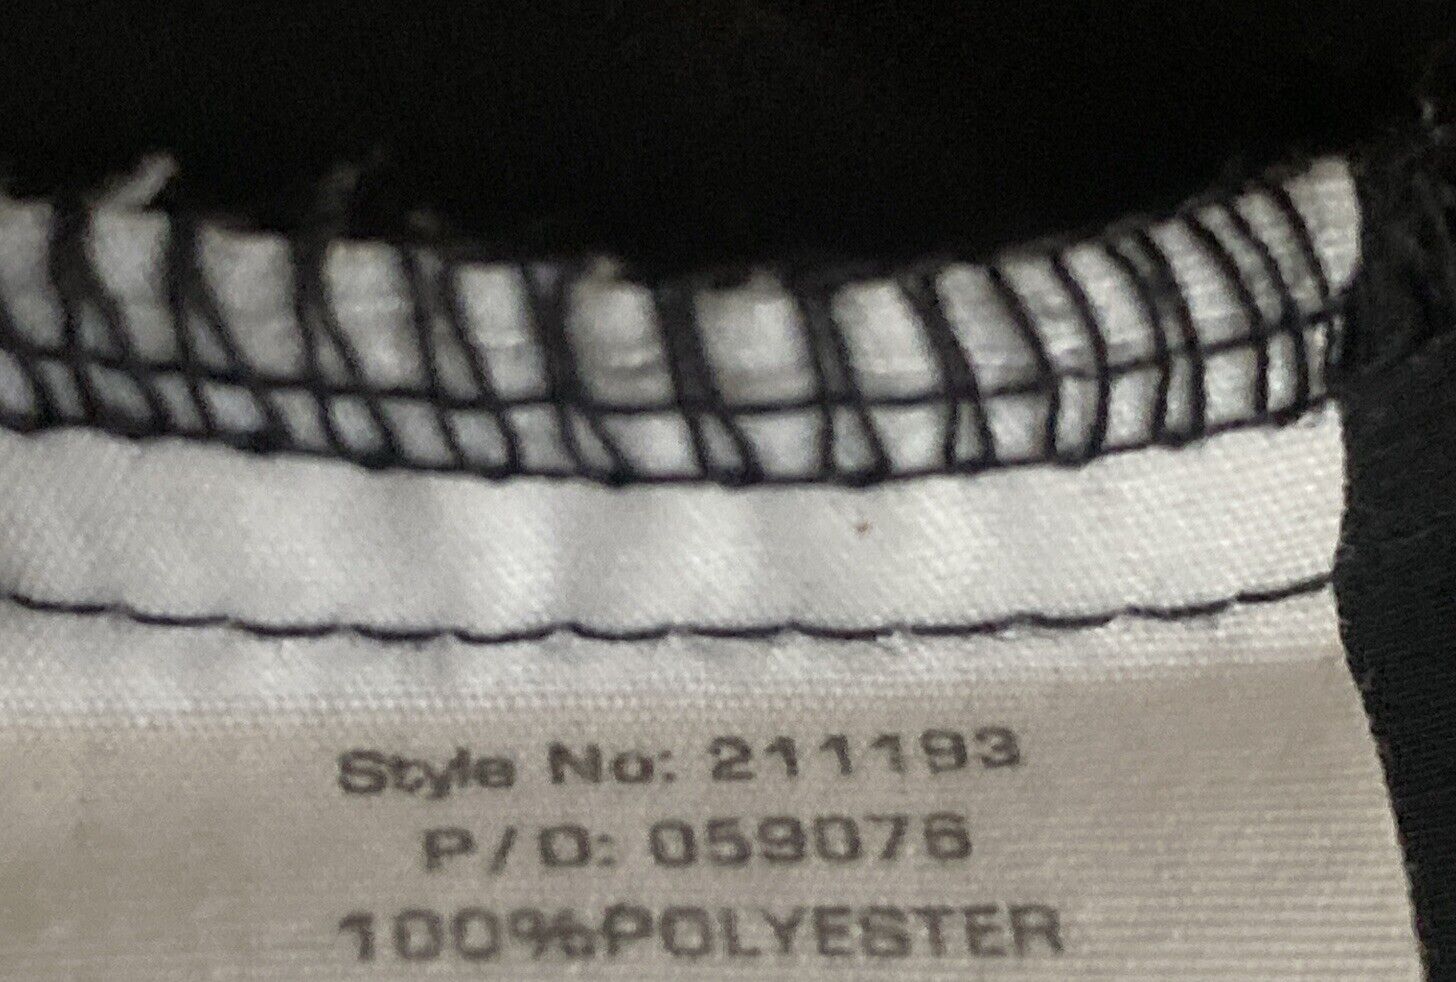 Style No: 211193
P/O: 059076
100%POLYESTER